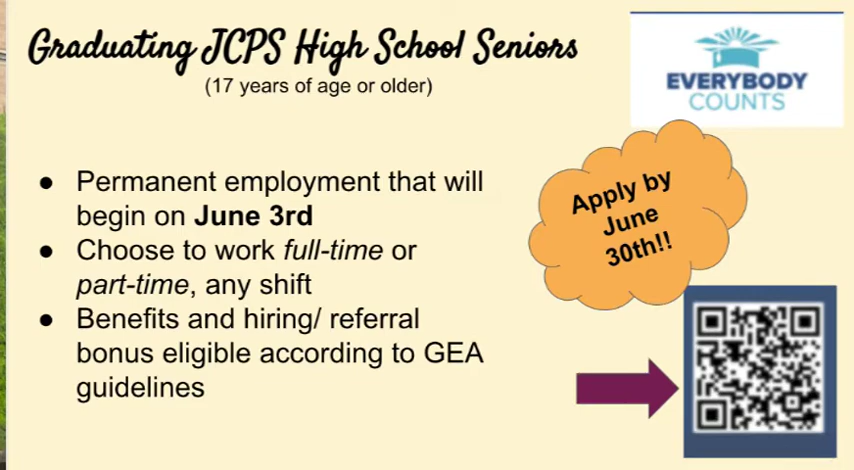 Graduating JCPS High School Seniors
(17 years of age or older)
EVERYBODY
COUNTS
● Permanent employment that will
begin on June 3rd
● Choose to work full-time or
part-time, any shift
● Benefits and hiring/ referral
bonus eligible according to GEA
guidelines
Apply by
June
30th!!